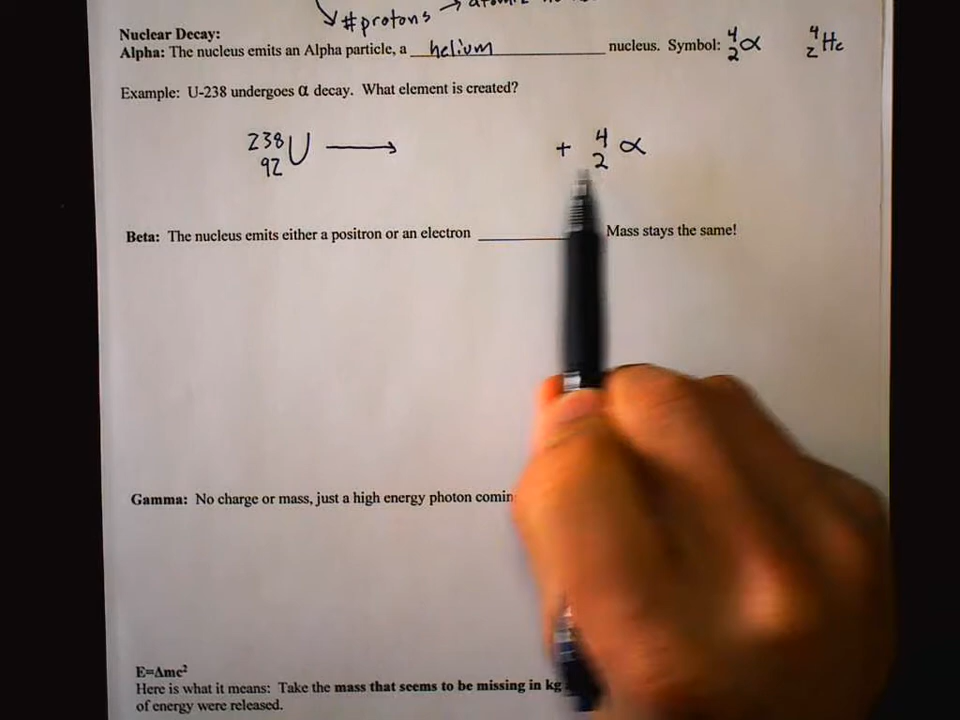 #protons → atomic
Nuclear Decay:
Alpha: The nucleus emits an Alpha particle, a helium nucleus. Symbol: 4 2 α 4 2 He
Example: U-238 undergoes α decay. What element is created?
238 92 U → + 4 2 α
Beta: The nucleus emits either a positron or an electron ________ Mass stays the same!
Gamma: No charge or mass, just a high energy photon comin
E=Δmc²
Here is what it means: Take the mass that seems to be missing in kg
of energy were released.